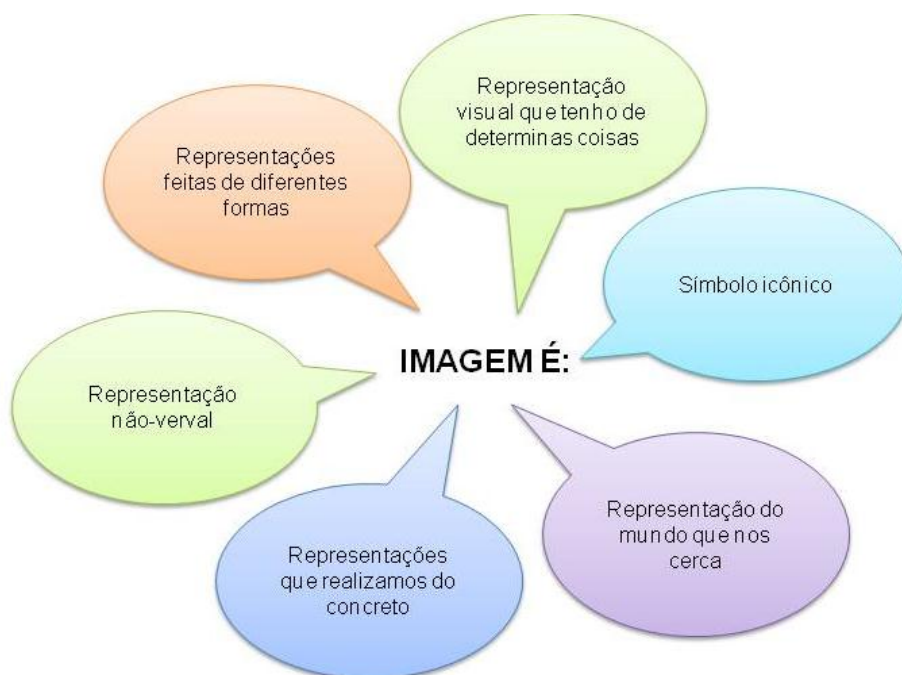 Representação
visual que tenho de
determinas coisas
Representações
feitas de diferentes
formas
Símbolo icônico
IMAGEM É:
Representação
não-verval
Representação do
mundo que nos
cerca
Representações
que realizamos do
concreto